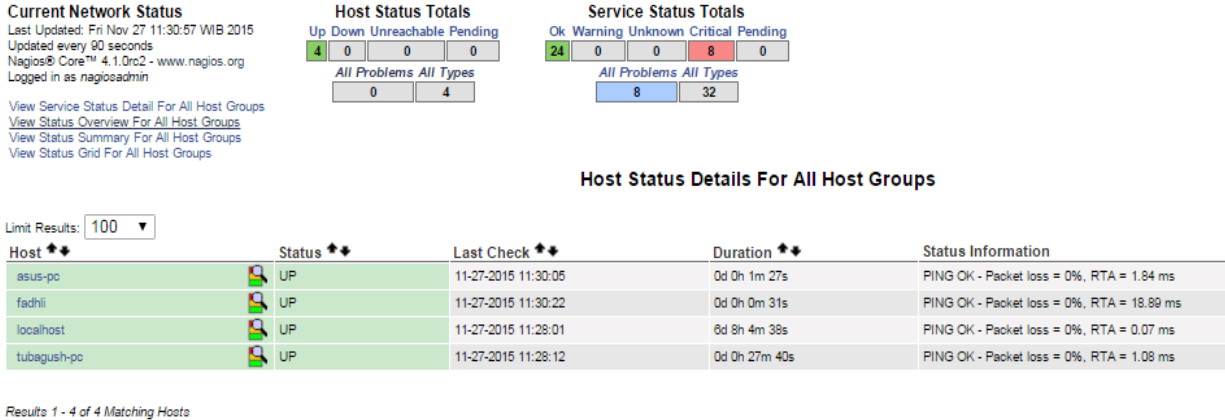 Current Network Status
Last Updated: Fri Nov 27 11:30:57 WIB 2015
Updated every 90 seconds
Nagios® Core™ 4.1.0rc2 - www.nagios.org
Logged in as nagiosadmin
View Service Status Detail For All Host Groups
View Status Overview For All Host Groups
View Status Summary For All Host Groups
View Status Grid For All Host Groups
Host Status Totals
Up Down Unreachable Pending
4 0 0 0
All Problems All Types
0 4
Service Status Totals
Ok Warning Unknown Critical Pending
24 0 0 8 0
All Problems All Types
8 32
Host Status Details For All Host Groups
Limit Results: 100
Host Status Last Check Duration Status Information
asus-pc UP 11-27-2015 11:30:05 0d 0h 1m 27s PING OK - Packet loss = 0%, RTA = 1.84 ms
fadhli UP 11-27-2015 11:30:22 0d 0h 0m 31s PING OK - Packet loss = 0%, RTA = 18.89 ms
localhost UP 11-27-2015 11:28:01 6d 8h 4m 38s PING OK - Packet loss = 0%, RTA = 0.07 ms
tubagush-pc UP 11-27-2015 11:28:12 0d 0h 27m 40s PING OK - Packet loss = 0%, RTA = 1.08 ms
Results 1 - 4 of 4 Matching Hosts